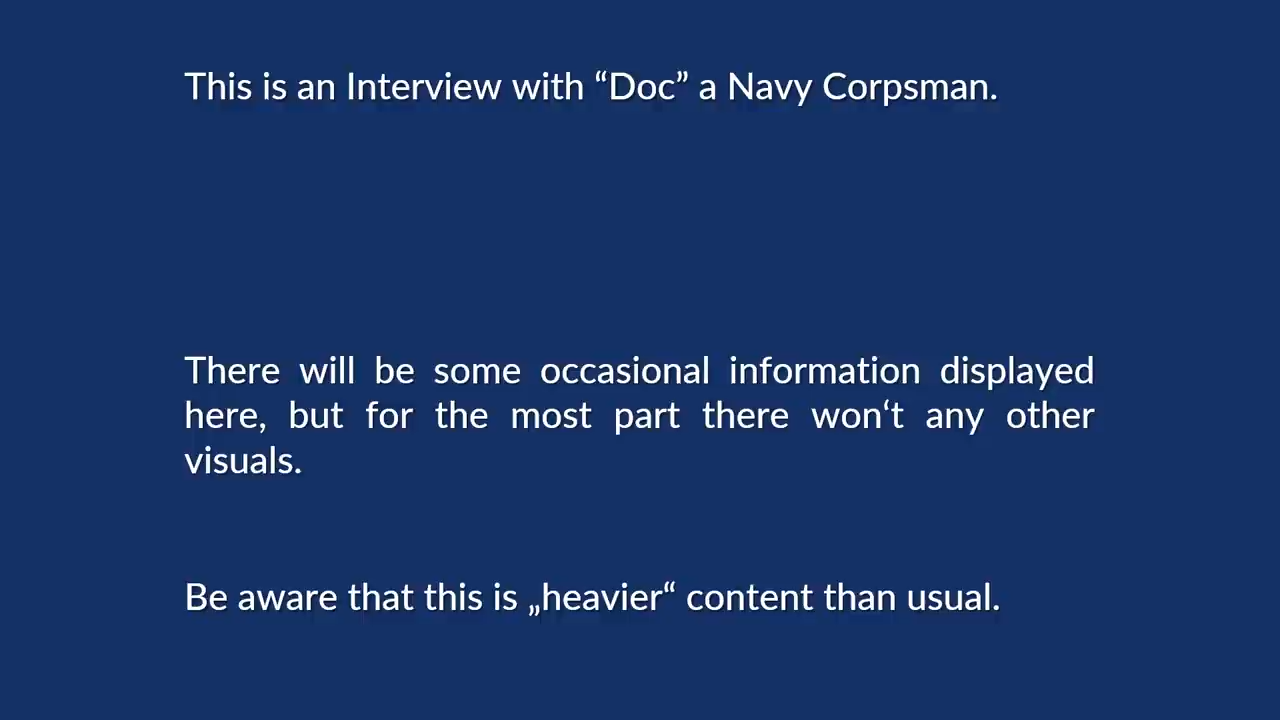 This is an Interview with “Doc” a Navy Corpsman.
There will be some occasional information displayed
here, but for the most part there won‘t any other
visuals.
Be aware that this is „heavier“ content than usual.